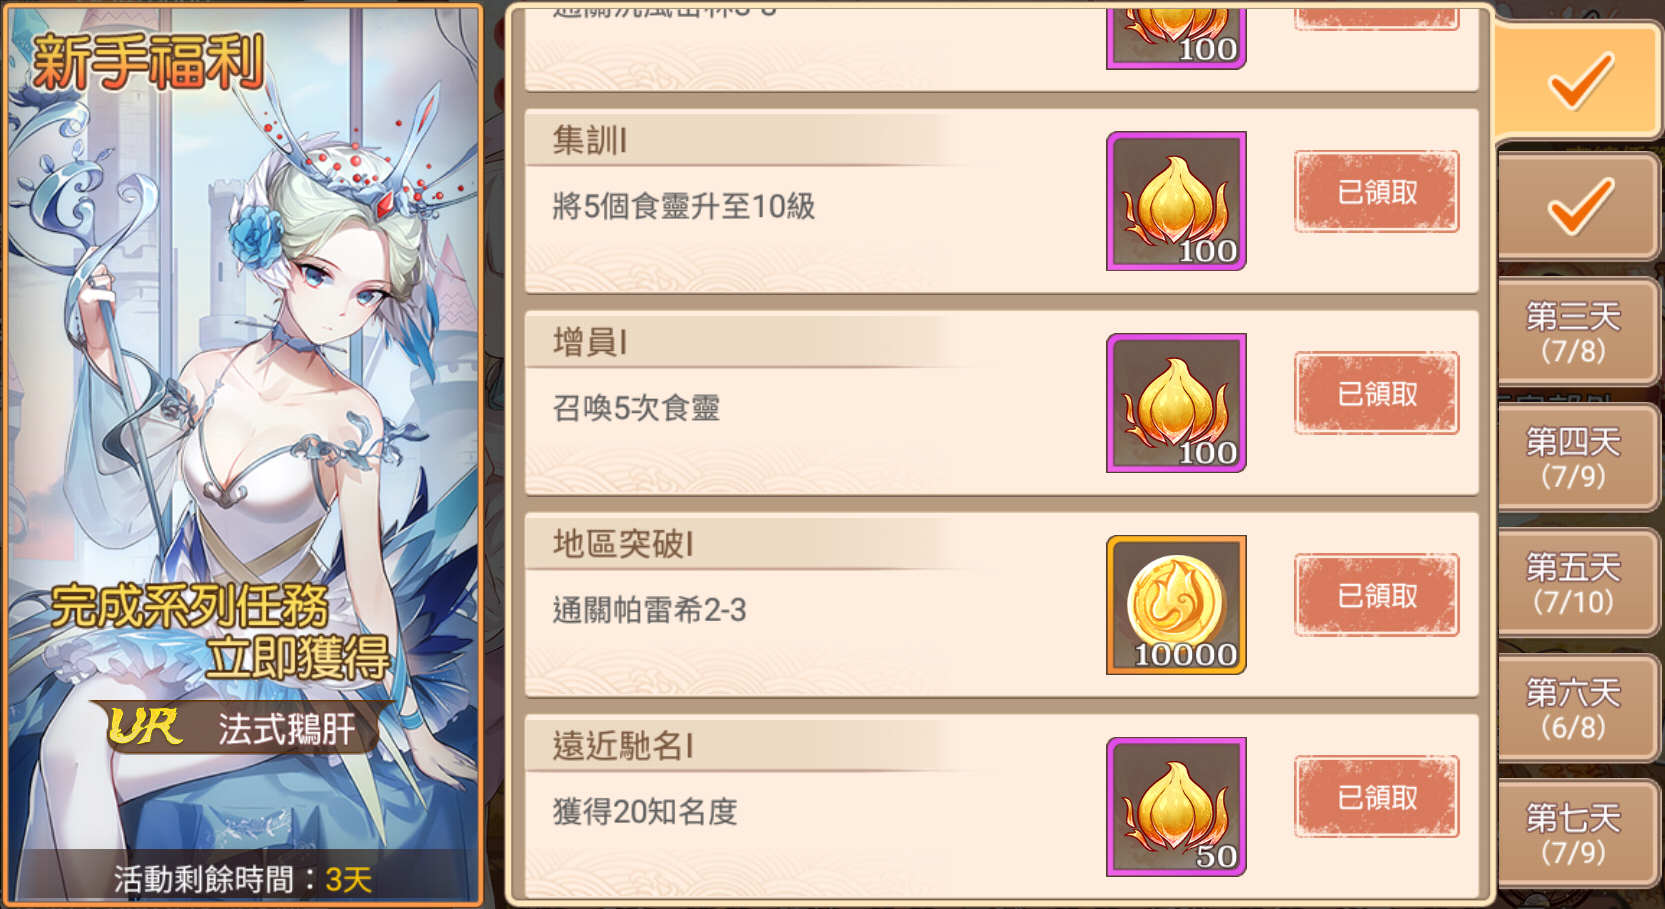 新手福利
完成系列任務
立即獲得
UR 法式鵝肝
活動剩餘時間：3天
100
集訓I
將5個食靈升至10級
100
已領取
增員I
召喚5次食靈
100
已領取
地區突破I
通關帕雷希2-3
10000
已領取
遠近馳名I
獲得20知名度
50
已領取
第三天
(7/8)
第四天
(7/9)
第五天
(7/10)
第六天
(6/8)
第七天
(7/9)